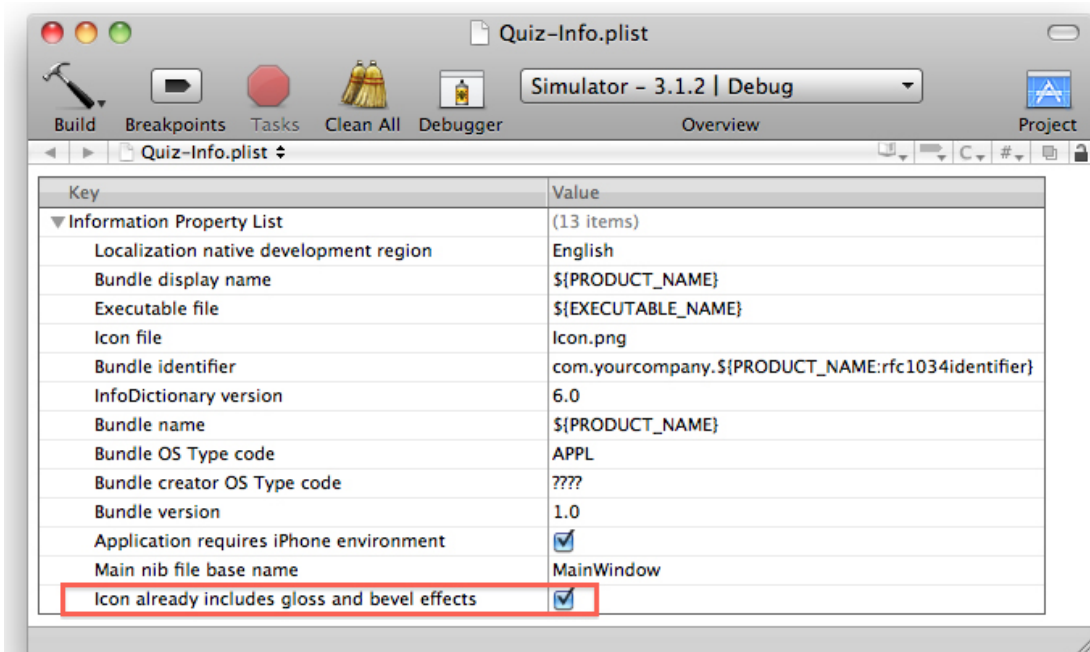 Quiz-Info.plist
Simulator - 3.1.2 | Debug
Build Breakpoints Tasks Clean All Debugger Overview Project
Quiz-Info.plist
C #
Key Value
Information Property List (13 items)
Localization native development region English
Bundle display name ${PRODUCT_NAME}
Executable file ${EXECUTABLE_NAME}
Icon file Icon.png
Bundle identifier com.yourcompany.${PRODUCT_NAME:rfc1034identifier}
InfoDictionary version 6.0
Bundle name ${PRODUCT_NAME}
Bundle OS Type code APPL
Bundle creator OS Type code ????
Bundle version 1.0
Application requires iPhone environment
Main nib file base name MainWindow
Icon already includes gloss and bevel effects